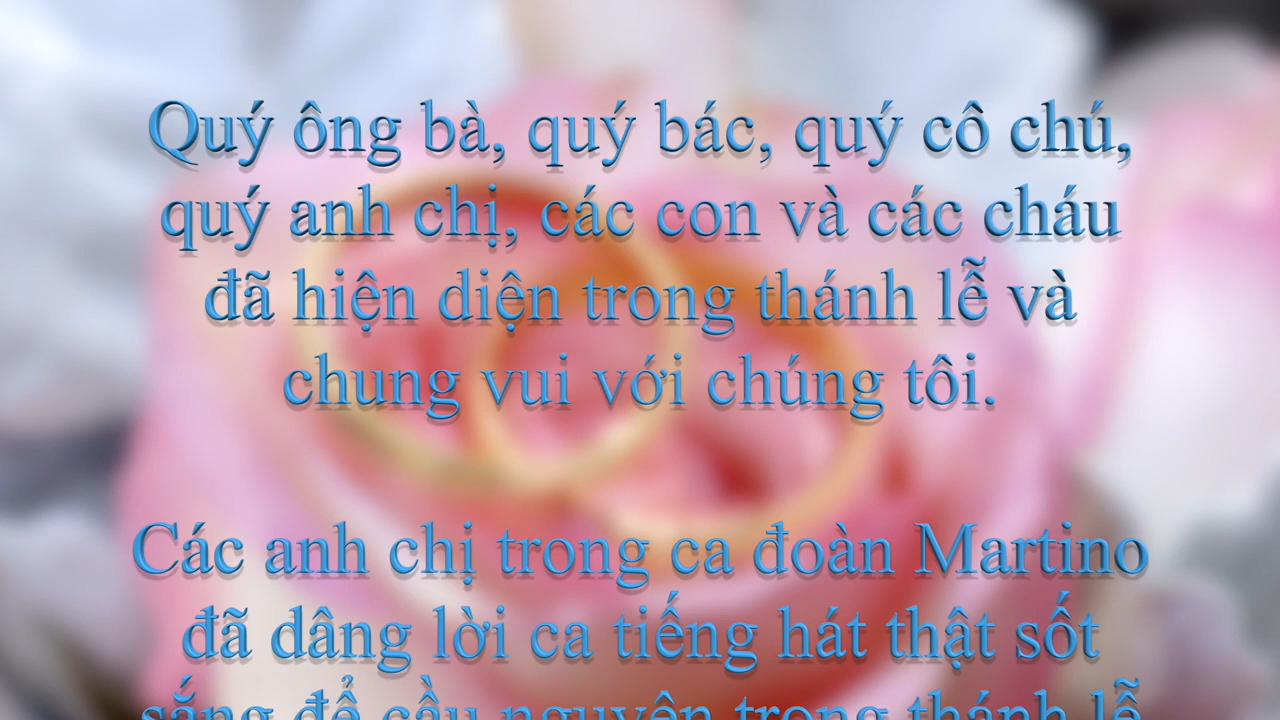 Quý ông bà, quý bác, quý cô chú,
quý anh chị, các con và các cháu
đã hiện diện trong thánh lễ và
chung vui với chúng tôi.
Các anh chị trong ca đoàn Martino
đã dâng lời ca tiếng hát thật sốt
sắng để cầu nguyện trong thánh lễ